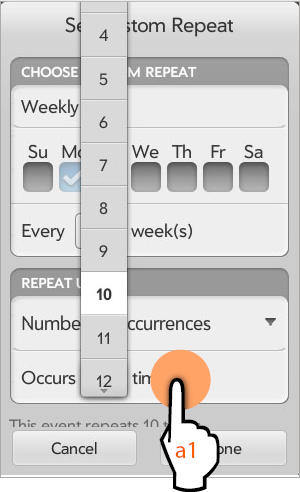 Se stom Repeat
CHOOSE M REPEAT
Weekly
Su Mo We Th Fr Sa
Every week(s)
REPEAT U
Numbe ccurrences
Occurs tim
This event repeats 10 t
Cancel one
4
5
6
7
8
9
10
11
12
a1